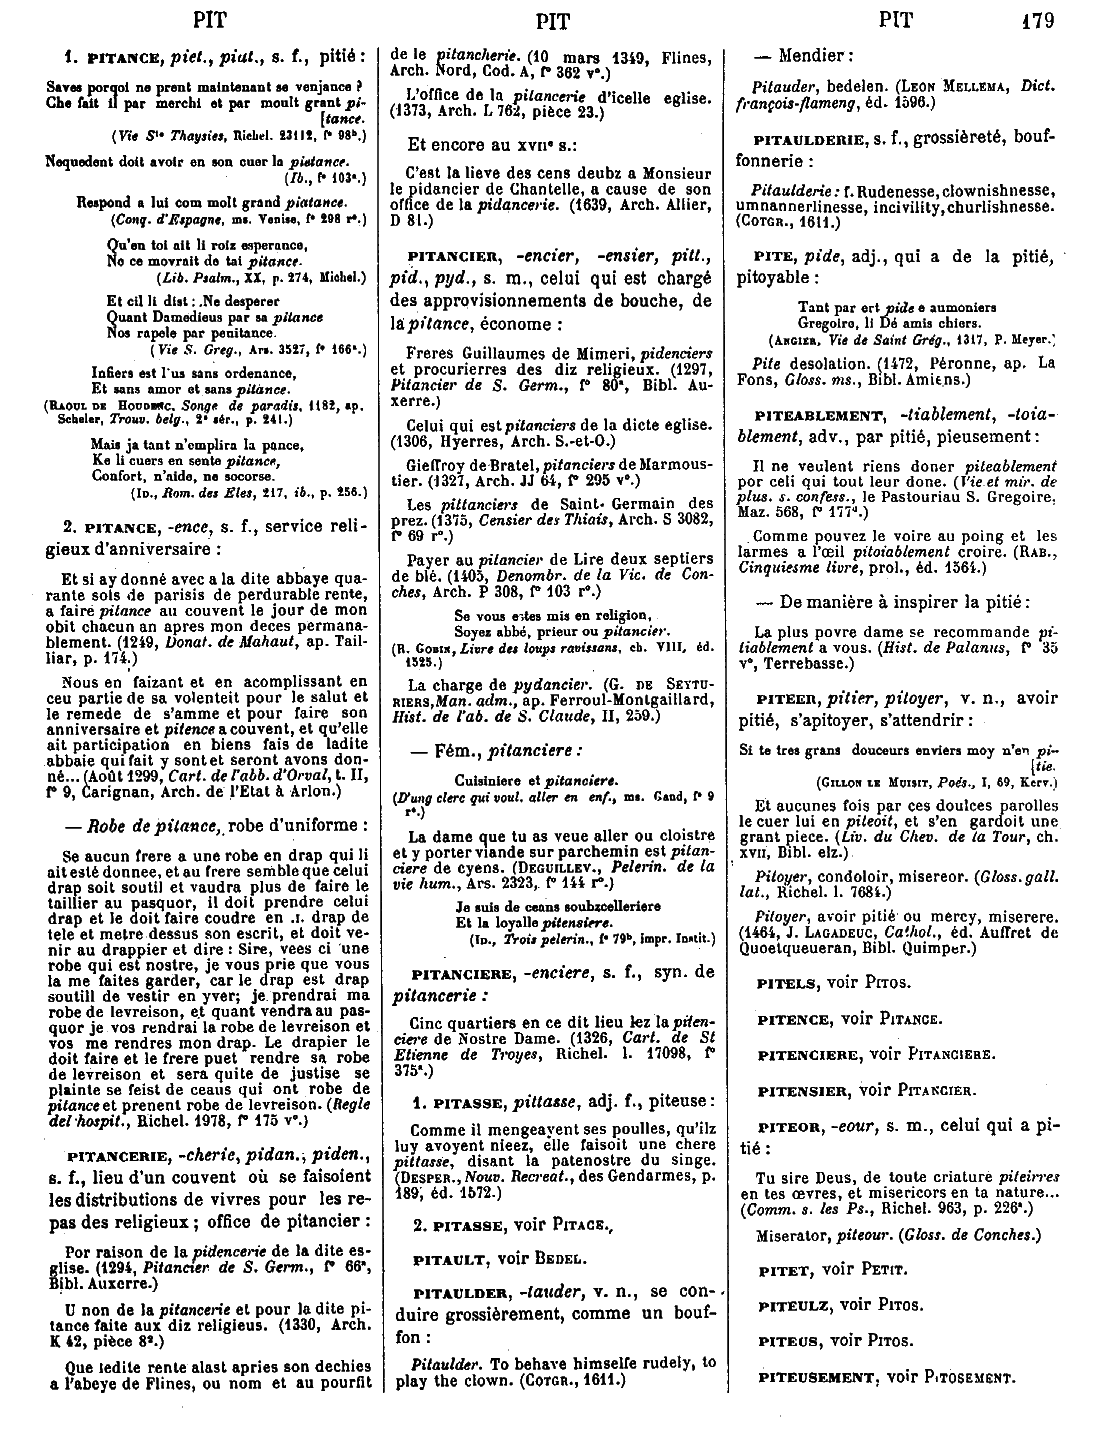 PIT
PIT
PIT 179
1. PITANCE, piet., piat., s. f., pitié :
Saves porqoi ne prent maintenant se venjance ?
Che fait il par merchi et par moult grant pi-
[tance.
(Vie Ste Thaysies, Richel. 23112, f° 98b.)
Nequedent doit avoir en son cuer la pietance.
(Ib., f° 103a.)
Respond a lui com molt grand piatance.
(Conq. d'Espagne, ms. Venise, f° 298 r°.)
Qu'en toi ait li roiz esperance,
No ce movrait de tai pitance.
(Lib. Psalm., XX, p. 274, Michel.)
Et cil li dist : .Ne desperer
Quant Damedieus par sa pitance
Nos rapele par penitance.
(Vie S. Greg., Ars. 3527, f° 166a.)
Infiers est l'us sans ordenance,
Et sans amor et sans pitance.
(RAOUL DE HOUDENC, Songe de paradis, 1182, ap.
Scheler, Trouv. belg., 2e sér., p. 241.)
Mais ja tant n'emplira la pance,
Ke li cuers en sente pitance,
Confort, n'aide, ne socorse.
(ID., Rom. des Eles, 217, ib., p. 256.)
2. PITANCE, -ence, s. f., service reli-
gieux d'anniversaire :
Et si ay donné avec a la dite abbaye qua-
rante sols de parisis de perdurable rente,
a faire pitance au couvent le jour de mon
obit chacun an apres mon deces permana-
blement. (1249, Donat. de Mahaut, ap. Tail-
liar, p. 174.)
Nous en faizant et en acomplissant en
ceu partie de sa volenteit pour le salut et
le remede de s'amme et pour faire son
anniversaire et pitence a couvent, et qu'elle
ait participation en biens fais de ladite
abbaie qui fait y sont et seront avons don-
né... (Août 1299, Cart. de l'abb. d'Orval, t. II,
f° 9, Carignan, Arch. de l'Etat à Arlon.)
— Robe de pitance, robe d'uniforme :
Se aucun frere a une robe en drap qui li
ait esté donnee, et au frere semble que celui
drap soit soutil et vaudra plus de faire le
taillier au pasquor, il doit prendre celui
drap et le doit faire coudre en .I. drap de
tele et metre dessus son escrit, et doit ve-
nir au drappier et dire : Sire, vees ci une
robe qui est nostre, je vous prie que vous
la me faites garder, car le drap est drap
soutill de vestir en yver; je prendrai ma
robe de levreison, et quant vendra au pas-
quor je vos rendrai la robe de levreison et
vos me rendres mon drap. Le drapier le
doit faire et le frere puet rendre sa robe
de levreison et sera quite de justise se
plainte se feist de ceaus qui ont robe de
pitance et prenent robe de levreison. (Regle
del hospit., Richel. 1978, f° 175 v°.)
PITANCERIE, -cherie, pidan., piden.,
s. f., lieu d'un couvent où se faisoient
les distributions de vivres pour les re-
pas des religieux ; office de pitancier :
Por raison de la pidencerie de la dite es-
glise. (1294, Pitancier de S. Germ., f° 66a,
Bibl. Auxerre.)
U non de la pitancerie et pour la dite pi-
tance faite aux diz religieus. (1330, Arch.
K 42, pièce 8².)
Que ledite rente alast apries son dechies
a l'abeye de Flines, ou nom et au pourfit
de le pitancherie. (10 mars 1349, Flines,
Arch. Nord, Cod. A, f° 362 v°.)
L'office de la pitancerie d'icelle eglise.
(1373, Arch. L 762, pièce 23.)
Et encore au XVIIe s.:
C'est la lieve des cens deubz a Monsieur
le pidancier de Chantelle, a cause de son
office de la pidancerie. (1639, Arch. Allier,
D 81.)
PITANCIER, -encier, -ensier, pitt.,
pid., pyd., s. m., celui qui est chargé
des approvisionnements de bouche, de
la pitance, économe :
Freres Guillaumes de Mimeri, pidenciers
et procurierres des diz religieux. (1297,
Pitancier de S. Germ., f° 80a, Bibl. Au-
xerre.)
Celui qui est pitanciers de la dicte eglise.
(1306, Hyerres, Arch. S.-et-O.)
Gieffroy de Bratel, pitanciers de Marmous-
tier. (1327, Arch. JJ 64, f° 295 v°.)
Les pittanciers de Saint-Germain des
prez. (1375, Censier des Thiais, Arch. S 3082,
f° 69 r°.)
Payer au pitancier de Lire deux septiers
de blé. (1405, Denombr. de la Vic. de Con-
ches, Arch. P 308, f° 103 r°.)
Se vous estes mis en religion,
Soyez abbé, prieur ou pitancier.
(R. GOBIN, Livre des loups ravissans, ch. VIII, éd.
1525.)
La charge de pydancier. (G. DE SEYTU-
RIERS, Man. adm., ap. Ferroul-Montgaillard,
Hist. de l'ab. de S. Claude, II, 259.)
— Fém., pitanciere :
Cuisiniere et pitanciere.
(D'ung clerc qui voul. aller en enf., ms. Gand, f° 9
r°.)
La dame que tu as veue aller ou cloistre
et y porter viande sur parchemin est pitan-
ciere de cyens. (DEGUILLEV., Pelerin. de la
vie hum., Ars. 2323, f° 144 r°.)
Je suis de ceans soubzcelleriere
Et la loyalle pitensiere.
(ID., Trois pelerin., f° 79b, impr. Instit.)
PITANCIERE, -enciere, s. f., syn. de
pitancerie :
Cinc quartiers en ce dit lieu lez la piten-
ciere de Nostre Dame. (1326, Cart. de St
Etienne de Troyes, Richel. l. 17098, f°
375a.)
1. PITASSE, pittasse, adj. f., piteuse :
Comme il mengeayent ses poulles, qu'ilz
luy avoyent nieez, elle faisoit une chere
pittasse, disant la patenostre du singe.
(DESPER., Nouv. Recreat., des Gendarmes, p.
189, éd. 1572.)
2. PITASSE, voir PITACE.
PITAULT, voir BEDEL.
PITAULDER, -tauder, v. n., se con-
duire grossièrement, comme un bouf-
fon :
Pitaulder. To behave himselfe rudely, to
play the clown. (COTGR., 1611.)
— Mendier :
Pitauder, bedelen. (LEON MELLEMA, Dict.
françois-flameng, éd. 1596.)
PITAULDERIE, s. f., grossièreté, bouf-
fonnerie :
Pitaulderie : f. Rudenesse, clownishnesse,
umnannerlinesse, incivility, churlishnesse.
(COTGR., 1611.)
PITE, pide, adj., qui a de la pitié,
pitoyable :
Tant par ert pide e aumoniers
Gregoire, li Dé amis chiers.
(ANGIER, Vie de Saint Grég., 1317, P. Meyer.)
Pite desolation. (1472, Péronne, ap. La
Fons, Gloss. ms., Bibl. Amiens.)
PITEABLEMENT, -tiablement, -toia-
blement, adv., par pitié, pieusement :
Il ne veulent riens doner piteablement
por celi qui tout leur done. (Vie et mir. de
plus. s. confess., le Pastouriau S. Gregoire,
Maz. 568, f° 177d.)
Comme pouvez le voire au poing et les
larmes a l'œil pitoiablement croire. (RAB.,
Cinquiesme livre, prol., éd. 1564.)
— De manière à inspirer la pitié :
La plus povre dame se recommande pi-
tiablement a vous. (Hist. de Palanus, f° 35
v°, Terrebasse.)
PITEER, pitier, pitoyer, v. n., avoir
pitié, s'apitoyer, s'attendrir :
Si te tres grans douceurs enviers moy n'en pi-
[tie.
(GILLON LE MUISIT, Poés., I, 69, Kerv.)
Et aucunes fois par ces doulces parolles
le cuer lui en piteoit, et s'en gardoit une
grant piece. (Liv. du Chev. de la Tour, ch.
XVII, Bibl. elz.)
Pitoyer, condoloir, misereor. (Gloss. gall.
lat., Richel. l. 7684.)
Pitoyer, avoir pitié ou mercy, miserere.
(1464, J. LAGADEUC, Cathol., éd. Auffret de
Quoetqueueran, Bibl. Quimper.)
PITELS, voir PITOS.
PITENCE, voir PITANCE.
PITENCIERE, voir PITANCIERE.
PITENSIER, voir PITANCIER.
PITEOR, -eour, s. m., celui qui a pi-
tié :
Tu sire Deus, de toute criature piteirres
en tes œvres, et misericors en ta nature...
(Comm. s. les Ps., Richel. 963, p. 226a.)
Miserator, piteour. (Gloss. de Conches.)
PITET, voir PETIT.
PITEULZ, voir PITOS.
PITEUS, voir PITOS.
PITEUSEMENT, voir PITOSEMENT.